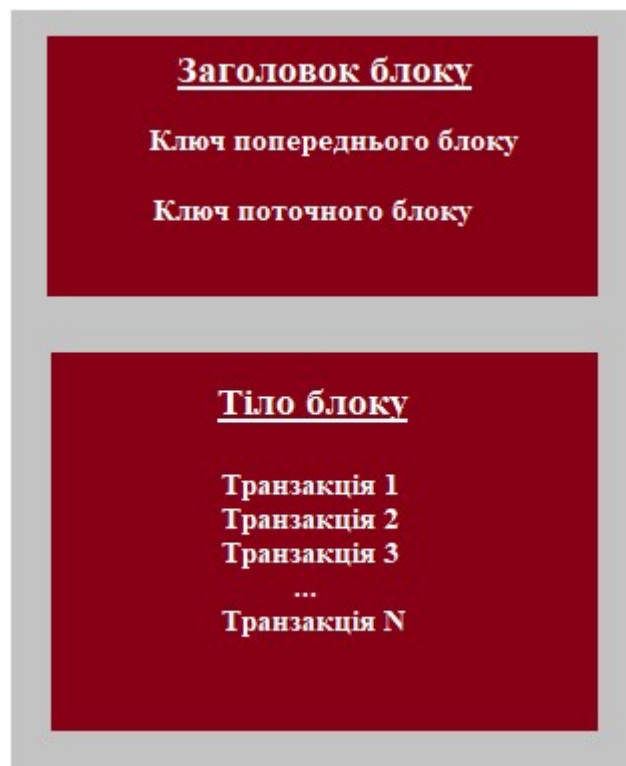 Заголовок блоку
Ключ попереднього блоку
Ключ поточного блоку
Тіло блоку
Транзакція 1
Транзакція 2
Транзакція 3
...
Транзакція N